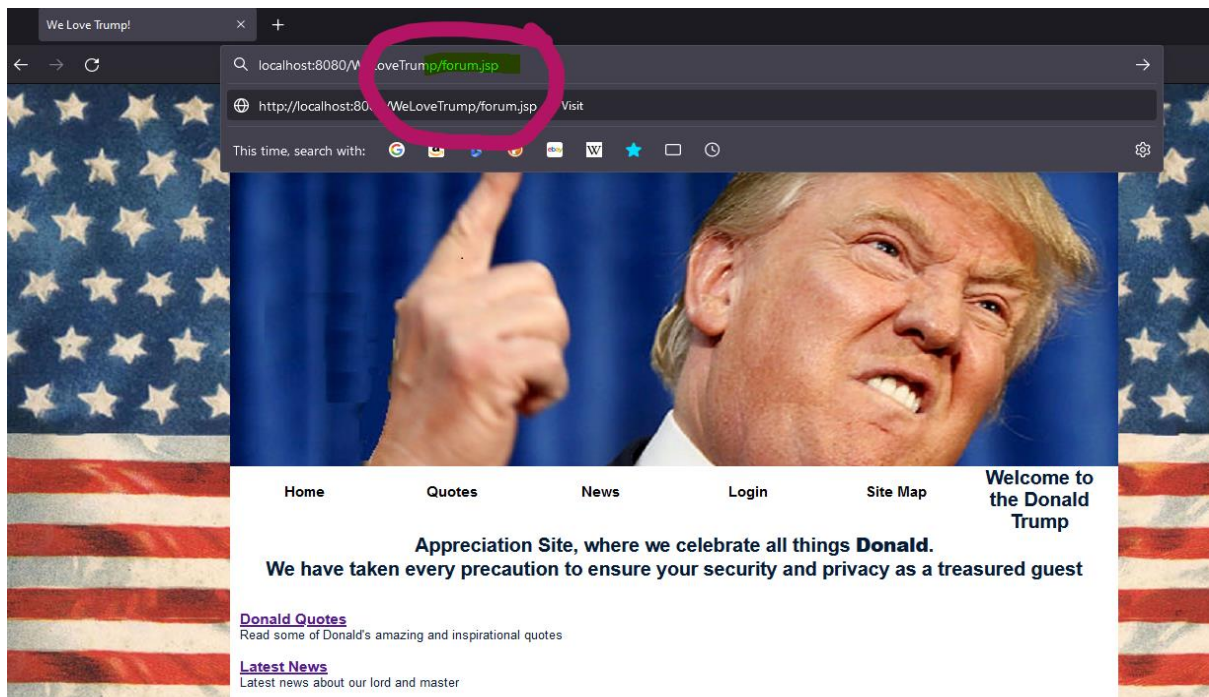 We Love Trump!
localhost:8080/W LoveTrump/forum.jsp
http://localhost:80 /WeLoveTrump/forum.jsp Visit
This time, search with:
Home Quotes News Login Site Map
Welcome to
the Donald
Trump
Appreciation Site, where we celebrate all things Donald.
We have taken every precaution to ensure your security and privacy as a treasured guest
Donald Quotes
Read some of Donald's amazing and inspirational quotes
Latest News
Latest news about our lord and master